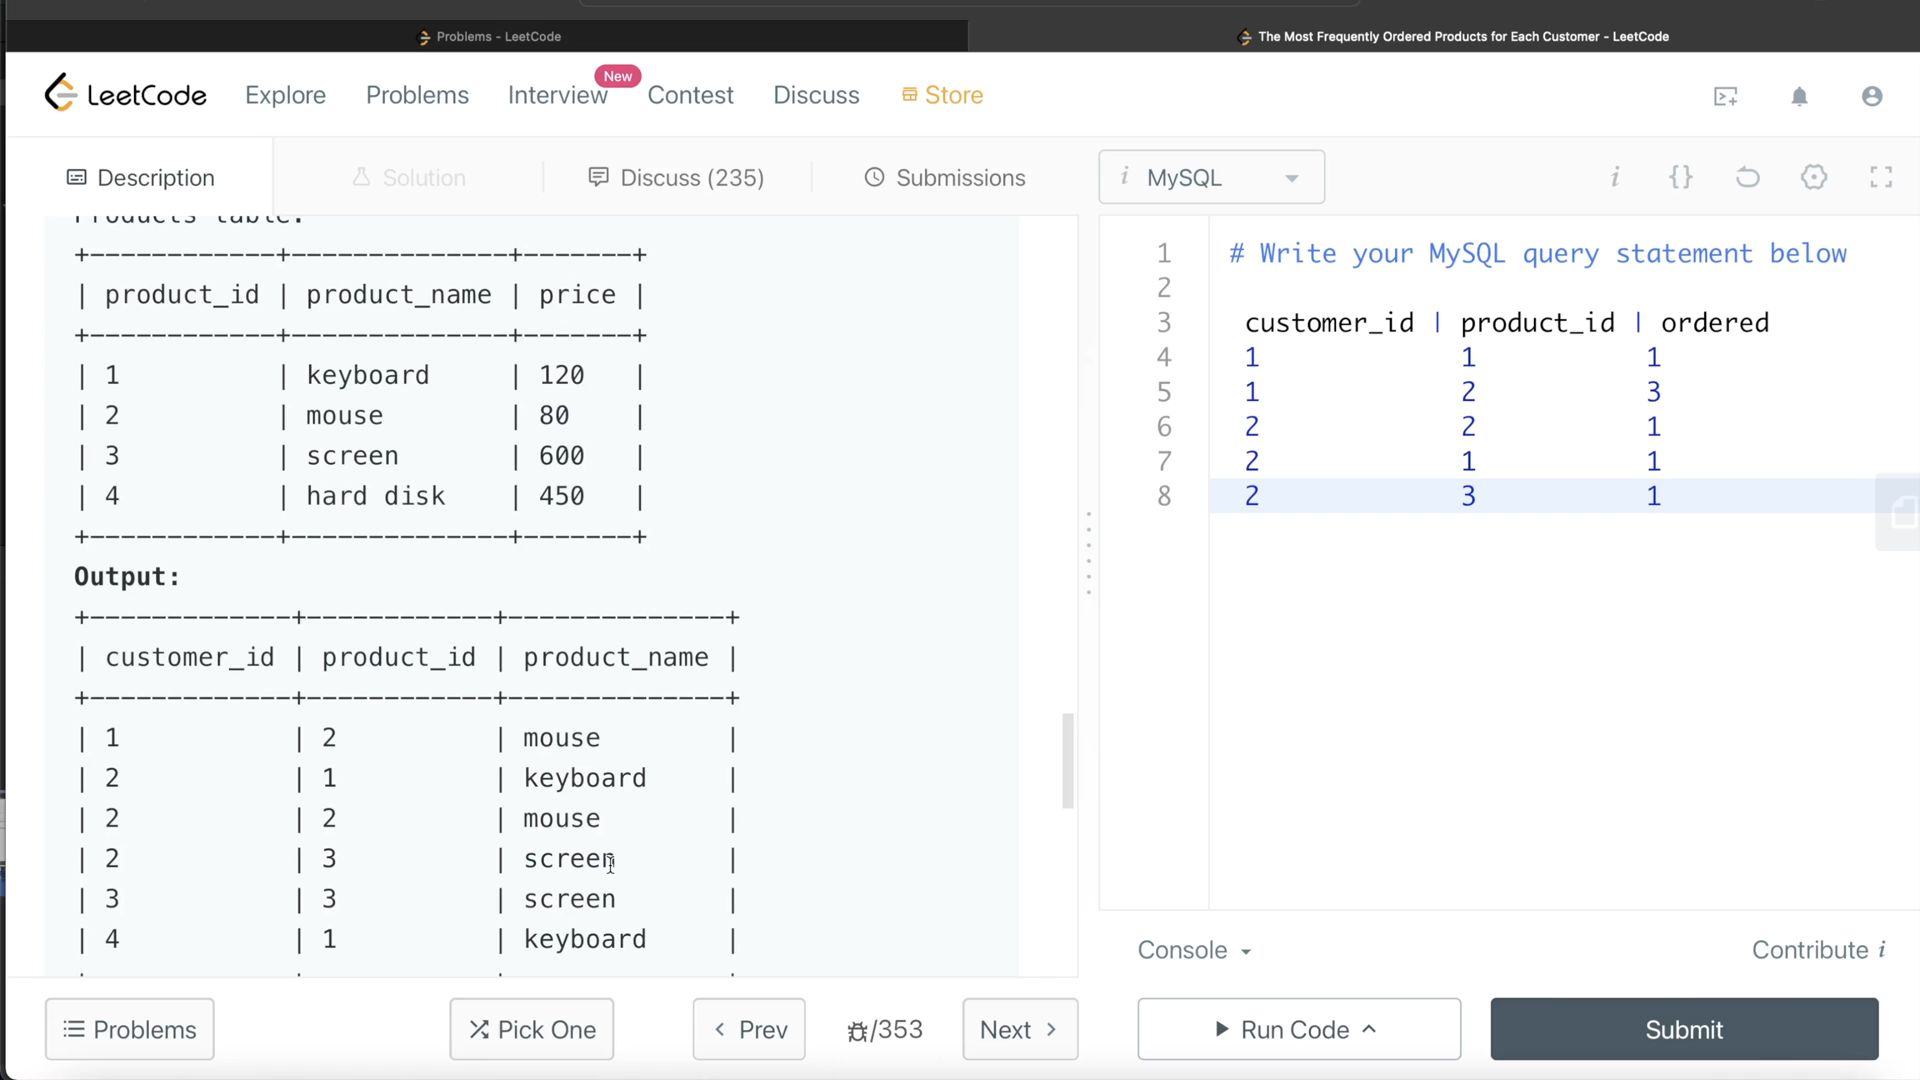 Problems - LeetCode
The Most Frequently Ordered Products for Each Customer - LeetCode
LeetCode Explore Problems Interview New Contest Discuss Store
Description Solution Discuss (235) Submissions
Products table:
+------------+--------------+-------+
| product_id | product_name | price |
+------------+--------------+-------+
| 1          | keyboard     | 120   |
| 2          | mouse        | 80    |
| 3          | screen       | 600   |
| 4          | hard disk    | 450   |
+------------+--------------+-------+
Output:
+-------------+------------+--------------+
| customer_id | product_id | product_name |
+-------------+------------+--------------+
| 1           | 2          | mouse        |
| 2           | 1          | keyboard     |
| 2           | 2          | mouse        |
| 2           | 3          | screen       |
| 3           | 3          | screen       |
| 4           | 1          | keyboard     |
Problems Pick One Prev /353 Next
i MySQL i {}
1 # Write your MySQL query statement below
2
3 customer_id | product_id | ordered
4 1 1 1
5 1 2 3
6 2 2 1
7 2 1 1
8 2 3 1
Console Contribute i
Run Code Submit